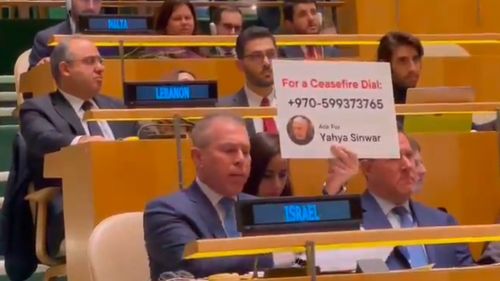 MALTA
LEBANON
For a Ceasefire Dial:
+970-599373765
Ask For
Yahya Sinwar
ISRAEL